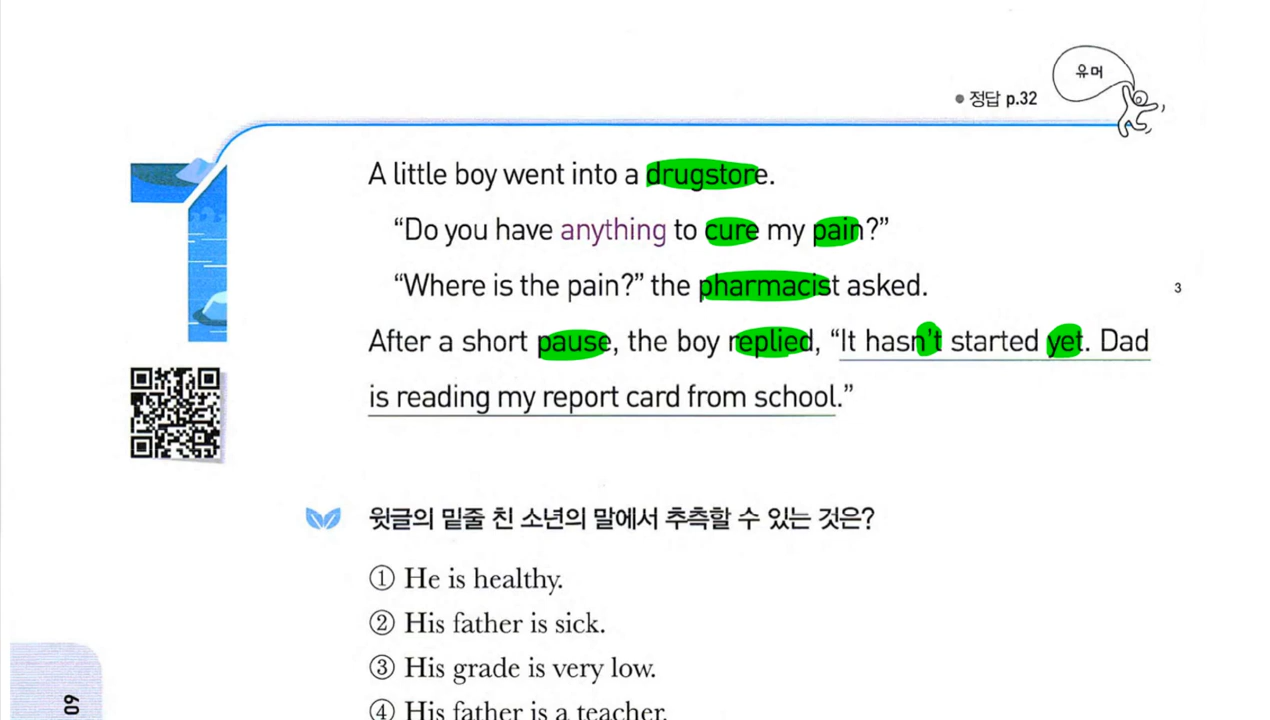 유머
● 정답 p.32
A little boy went into a drugstore.
“Do you have anything to cure my pain?”
“Where is the pain?” the pharmacist asked.
3
After a short pause, the boy replied, “It hasn’t started yet. Dad
is reading my report card from school.”
윗글의 밑줄 친 소년의 말에서 추측할 수 있는 것은?
① He is healthy.
② His father is sick.
③ His grade is very low.
④ His father is a teacher.
09